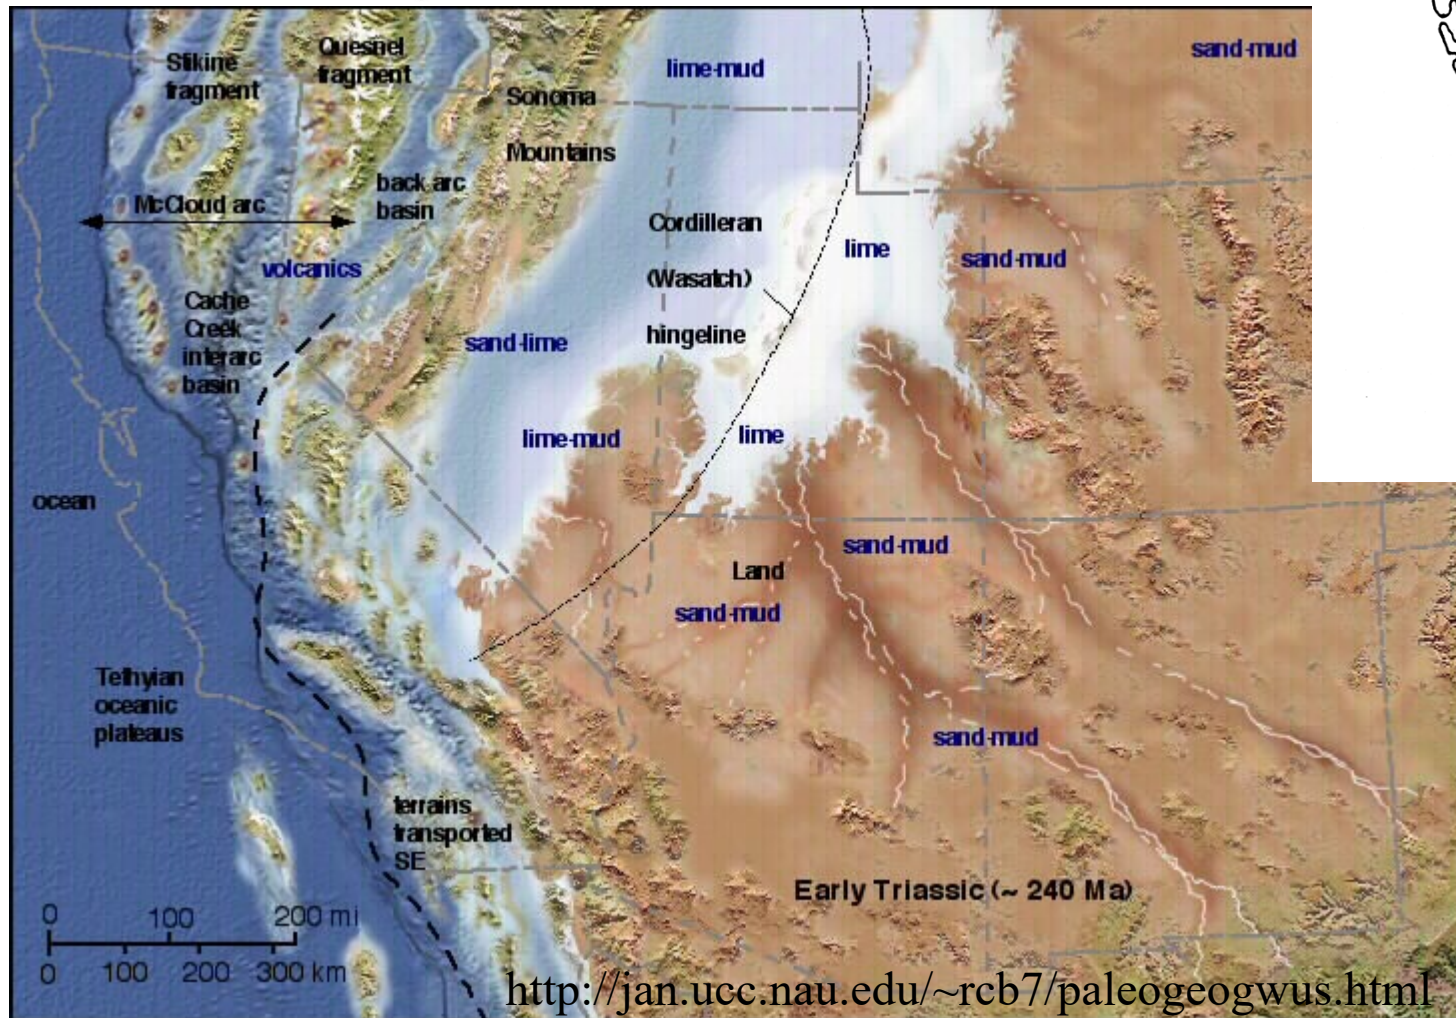 Stikine
fragment
Quesnel
fragment
lime-mud
sand-mud
Sonoma
Mountains
back arc
basin
McCloud arc
volcanics
Cordilleran
(Wasatch)
hingeline
lime
sand-mud
Cache
Creek
interarc
basin
sand-lime
lime-mud
lime
ocean
sand-mud
Land
sand-mud
Tethyian
oceanic
plateaus
sand-mud
terrains
transported
SE
Early Triassic (~ 240 Ma)
0 100 200 mi
0 100 200 300 km
http://jan.ucc.nau.edu/~rcb7/paleogeogwus.html